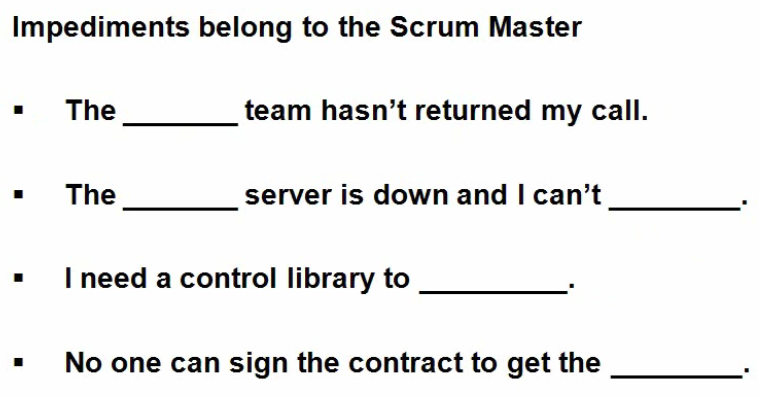 Impediments belong to the Scrum Master
▪ The _______ team hasn’t returned my call.
▪ The _______ server is down and I can’t ________.
▪ I need a control library to _________.
▪ No one can sign the contract to get the ________.